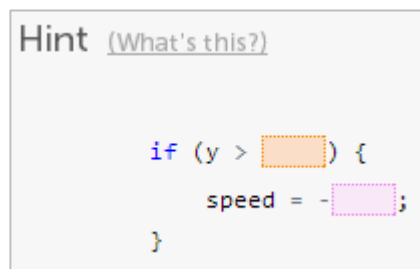 Hint (What's this?)
if (y > ) {
speed = - ;
}